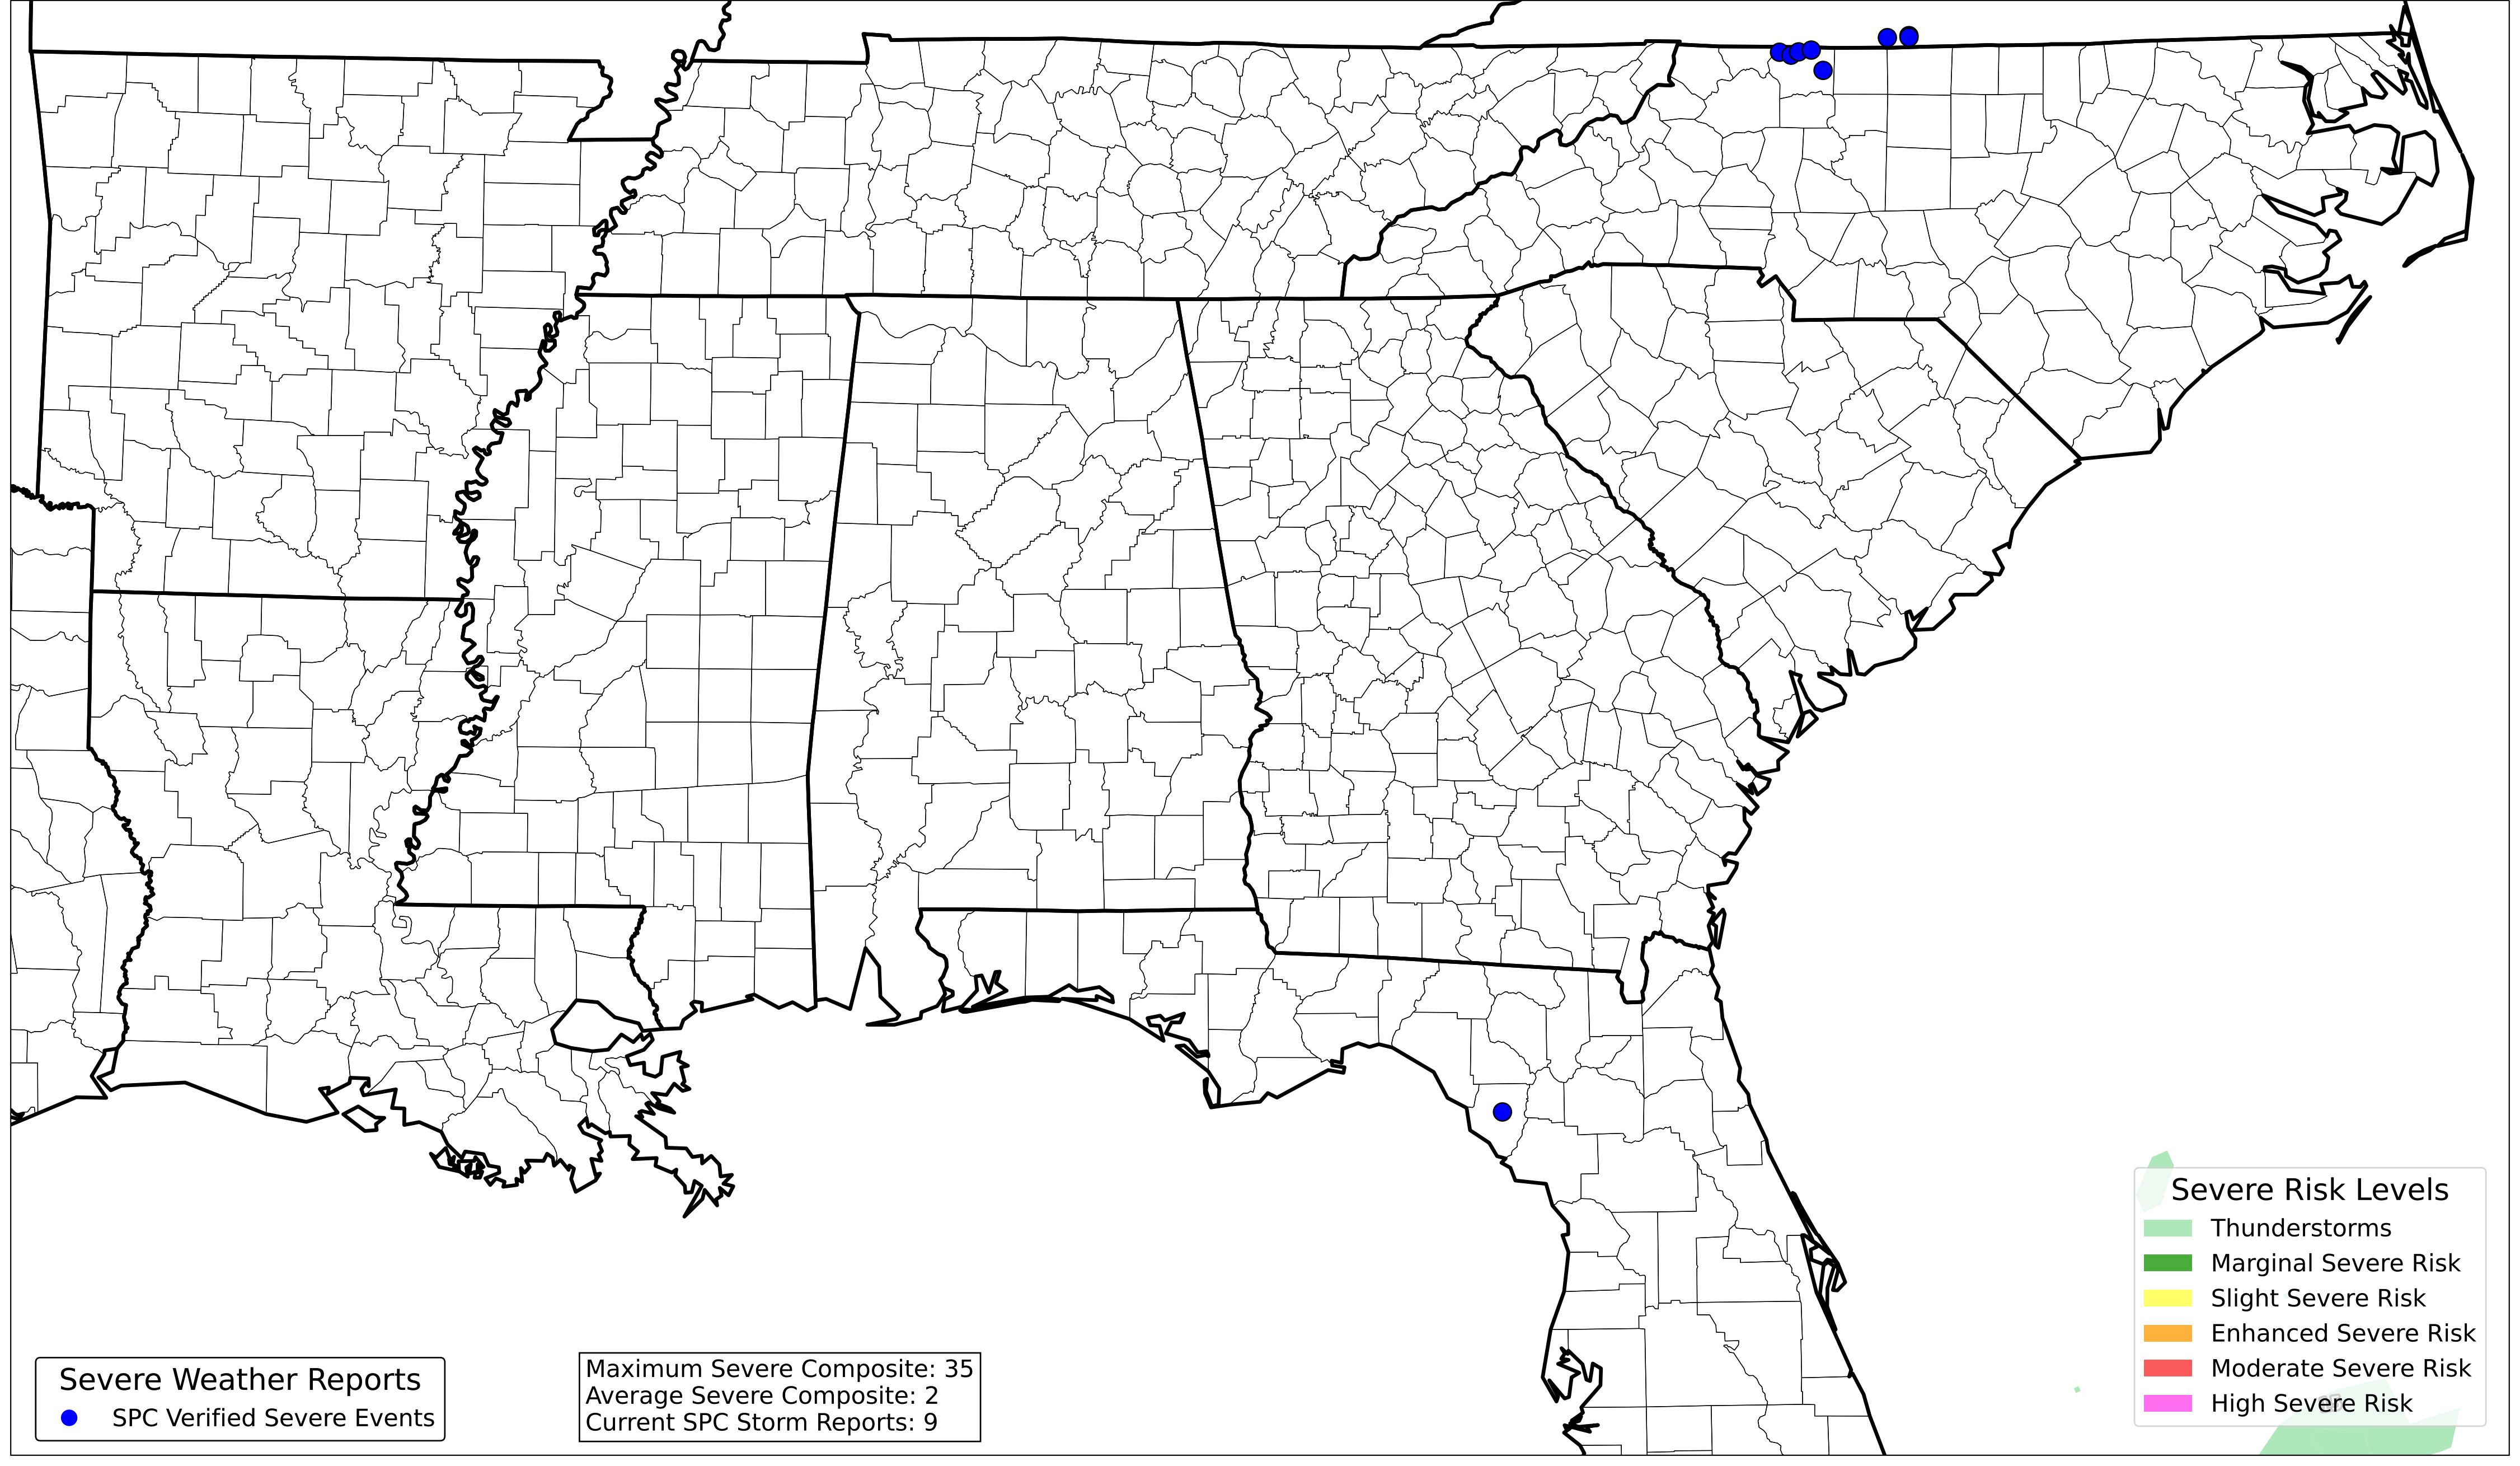 Severe Risk Levels
Thunderstorms
Marginal Severe Risk
Slight Severe Risk
Enhanced Severe Risk
Moderate Severe Risk
High Severe Risk
Severe Weather Reports
SPC Verified Severe Events
Maximum Severe Composite: 35
Average Severe Composite: 2
Current SPC Storm Reports: 9